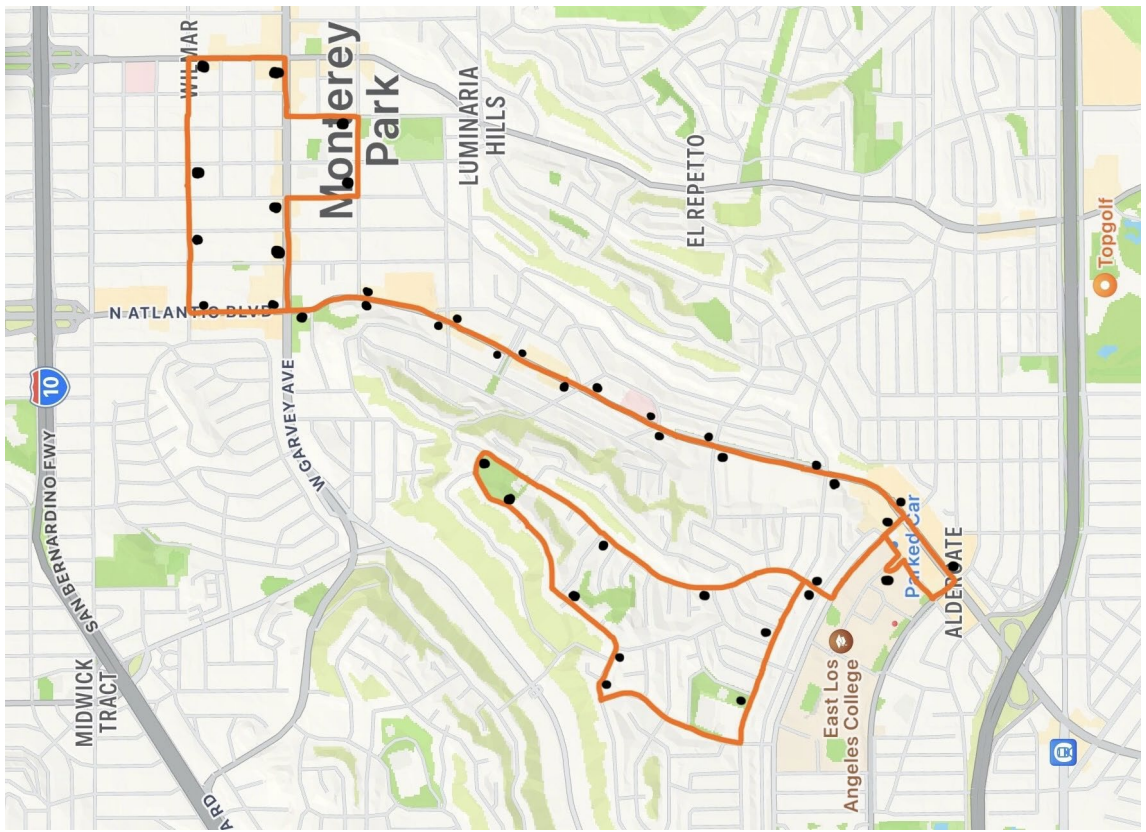 WILMAR
Monterey
Park
LUMINARIA
HILLS
EL REPETTO
Topgolf
N ATLANTIC BLVD
10
W GARVEY AVE
SAN BERNARDINO FWY
Parked Car
ALDERGATE
MIDWICK
TRACT
East Los
Angeles College
A RD